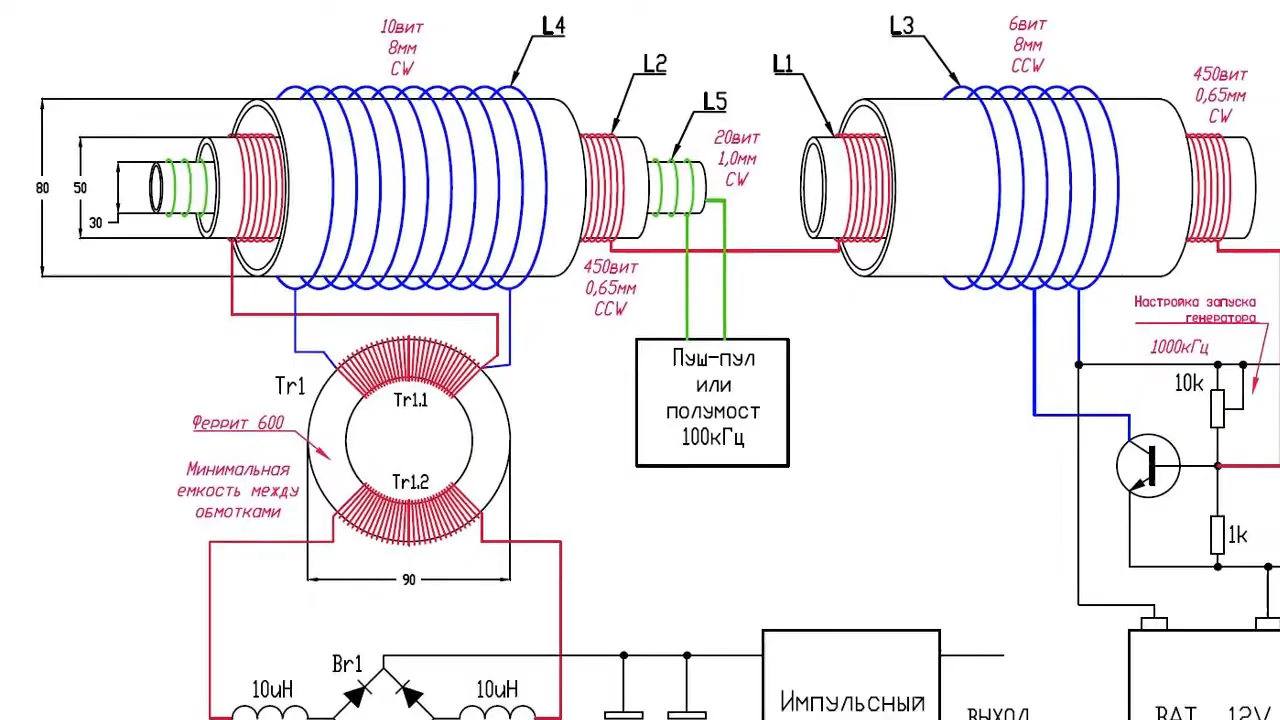 10вит
8мм
CW
L4
L2
L5
20вит
1,0мм
CW
L1
L3
6вит
8мм
CCW
450вит
0,65мм
CW
80
50
30
450вит
0,65мм
CCW
Tr1
Tr1.1
Феррит 600
Tr1.2
Минимальная
емкость между
обмотками
90
Пуш-пул
или
полумост
100кГц
Настройка запуска
генератора
1000кГц
10k
1k
Br1
10uH
10uH
Импульсный
выход
BAT 12V